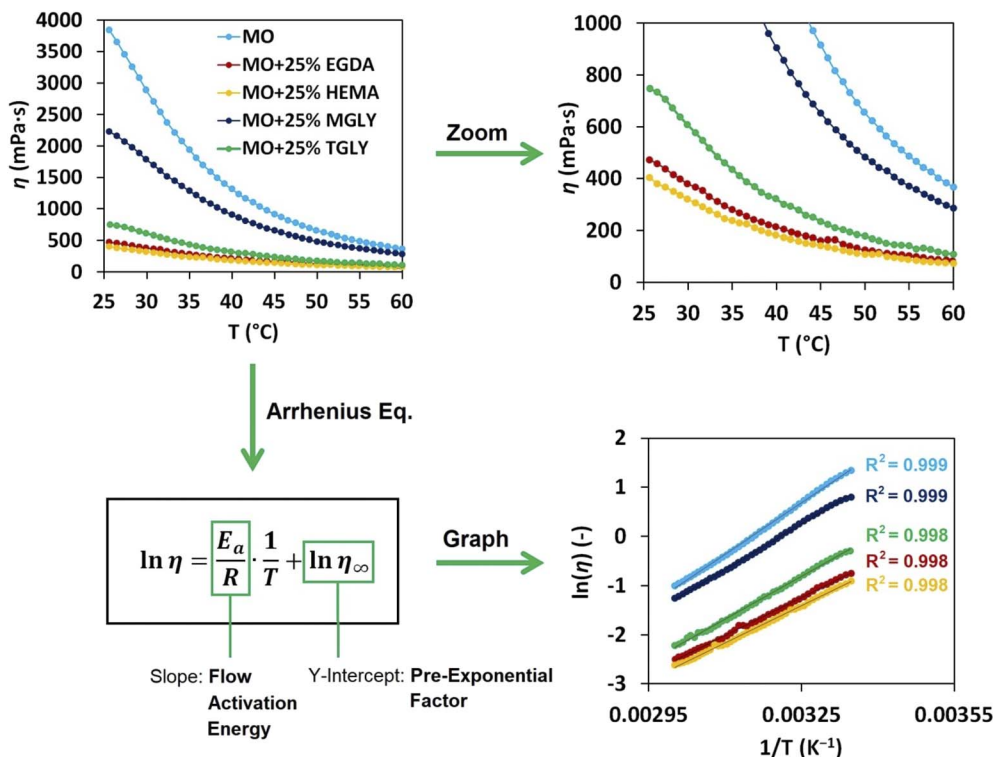 4000
3500
3000
2500
2000
1500
1000
500
0
η (mPa·s)
MO
MO+25% EGDA
MO+25% HEMA
MO+25% MGLY
MO+25% TGLY
25 30 35 40 45 50 55 60
T (°C)
Zoom
1000
800
600
400
200
0
η (mPa·s)
25 30 35 40 45 50 55 60
T (°C)
Arrhenius Eq.
ln η = E_a/R · 1/T + ln η_∞
Slope: Flow
Activation
Energy
Y-Intercept: Pre-Exponential
Factor
Graph
2
1
0
-1
-2
-3
ln(η) (-)
R² = 0.999
R² = 0.999
R² = 0.998
R² = 0.998
R² = 0.998
0.00295 0.00325 0.00355
1/T (K⁻¹)